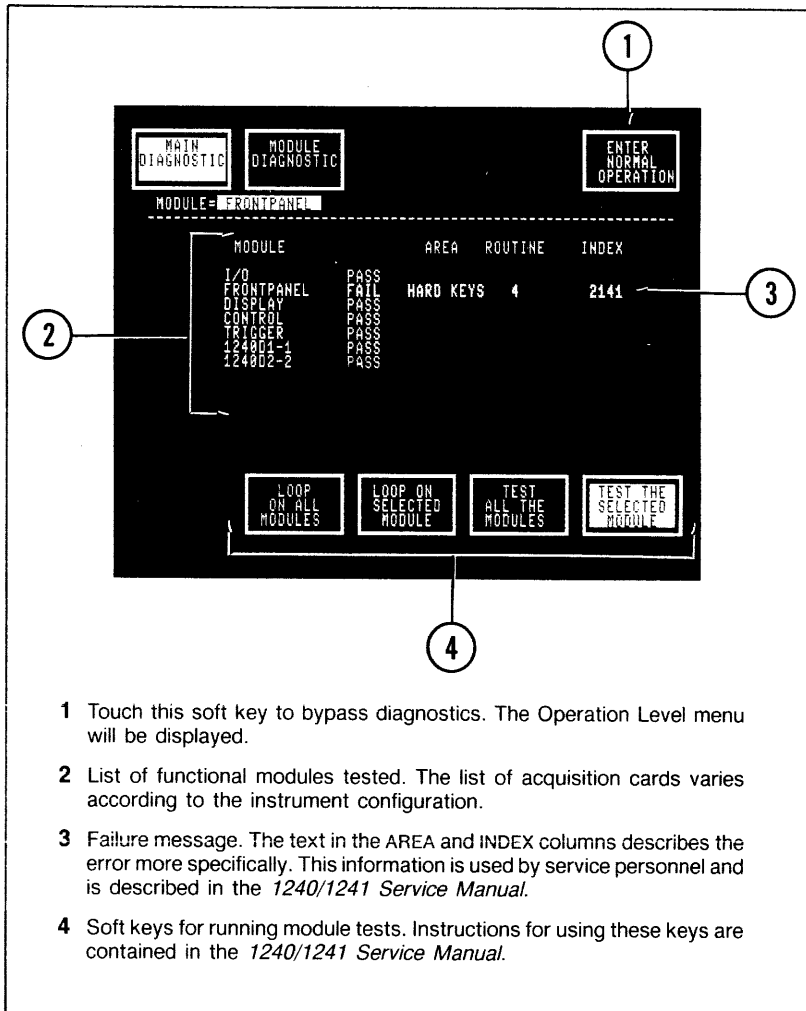 1
MAIN
DIAGNOSTIC
MODULE
DIAGNOSTIC
ENTER
NORMAL
OPERATION
MODULE= FRONTPANEL
MODULE AREA ROUTINE INDEX
I/O PASS
FRONTPANEL FAIL HARD KEYS 4 2141
DISPLAY PASS
CONTROL PASS
TRIGGER PASS
1240D1-1 PASS
1240D2-2 PASS
2
3
LOOP
ON ALL
MODULES
LOOP ON
SELECTED
MODULE
TEST
ALL THE
MODULES
TEST THE
SELECTED
MODULE
4
1 Touch this soft key to bypass diagnostics. The Operation Level menu
will be displayed.
2 List of functional modules tested. The list of acquisition cards varies
according to the instrument configuration.
3 Failure message. The text in the AREA and INDEX columns describes the
error more specifically. This information is used by service personnel and
is described in the 1240/1241 Service Manual.
4 Soft keys for running module tests. Instructions for using these keys are
contained in the 1240/1241 Service Manual.